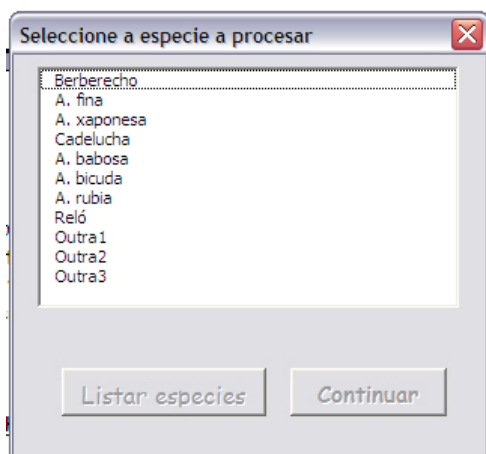 Seleccione a especie a procesar
Berberecho
A. fina
A. xaponesa
Cadelucha
A. babosa
A. bicuda
A. rubia
Reló
Outra1
Outra2
Outra3
Listar especies
Continuar